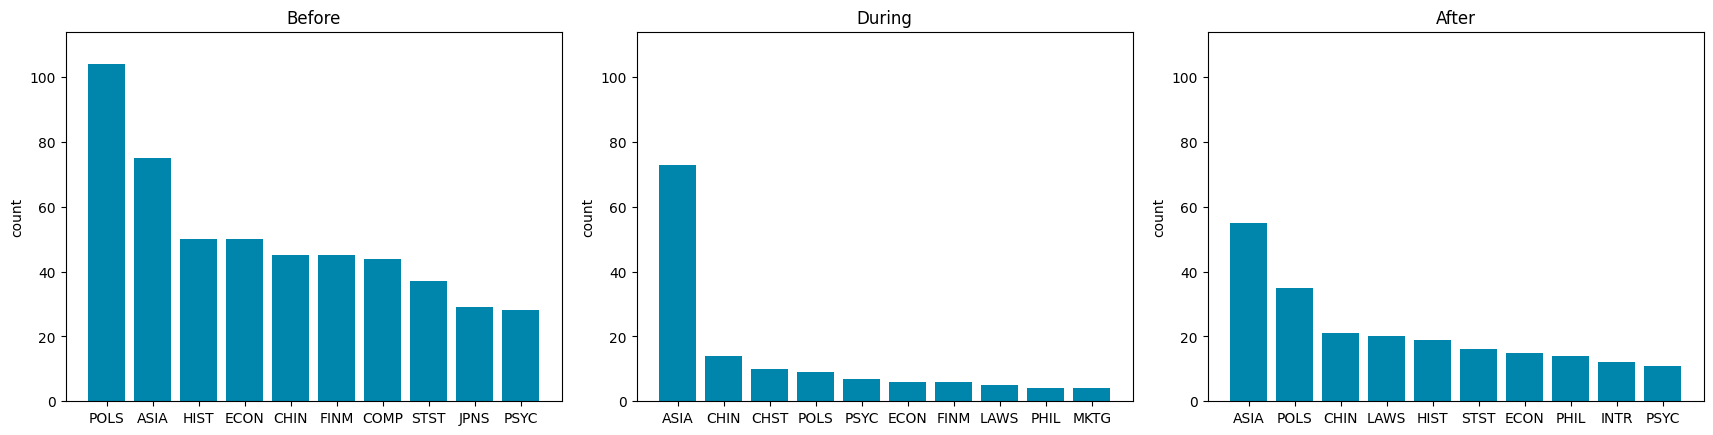 Before
count
100
80
60
40
20
0
POLS ASIA HIST ECON CHIN FINM COMP STST JPNS PSYC
During
count
100
80
60
40
20
0
ASIA CHIN CHST POLS PSYC ECON FINM LAWS PHIL MKTG
After
count
100
80
60
40
20
0
ASIA POLS CHIN LAWS HIST STST ECON PHIL INTR PSYC